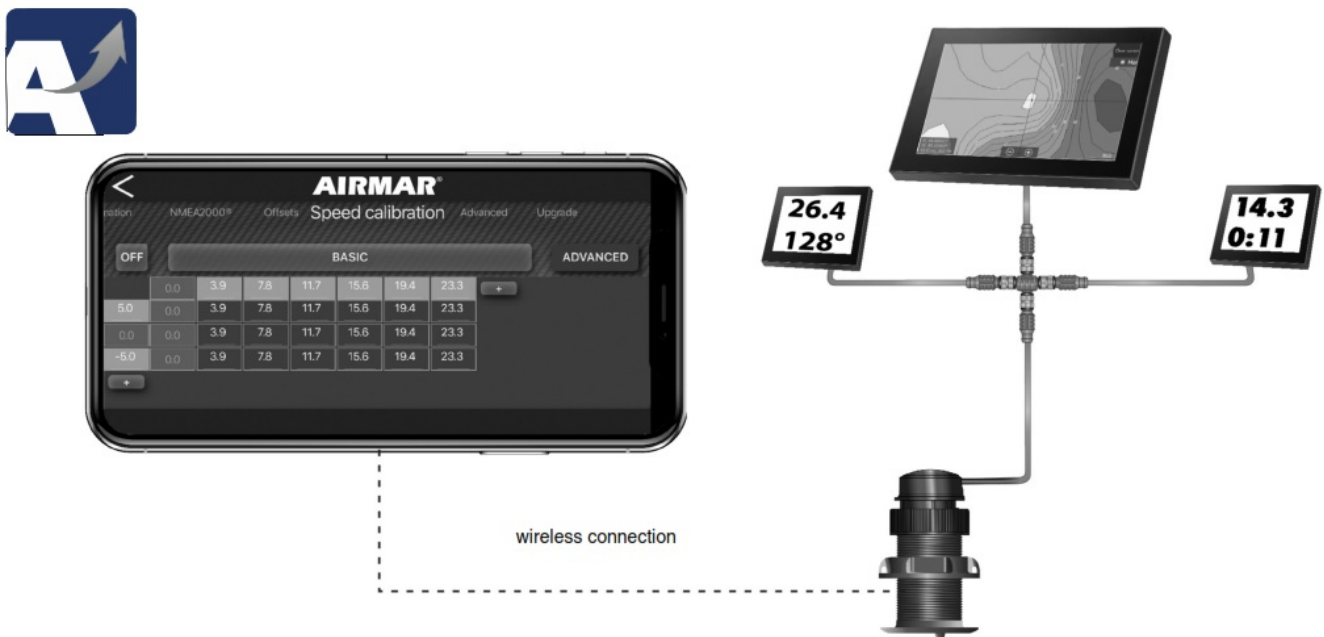 A
AIRMAR®
ration NMEA2000® Offsets Speed calibration Advanced Upgrade
OFF BASIC ADVANCED
0.0 3.9 7.8 11.7 15.6 19.4 23.3 +
5.0 0.0 3.9 7.8 11.7 15.6 19.4 23.3
0.0 0.0 3.9 7.8 11.7 15.6 19.4 23.3
-5.0 0.0 3.9 7.8 11.7 15.6 19.4 23.3
+
26.4
128°
14.3
0:11
wireless connection